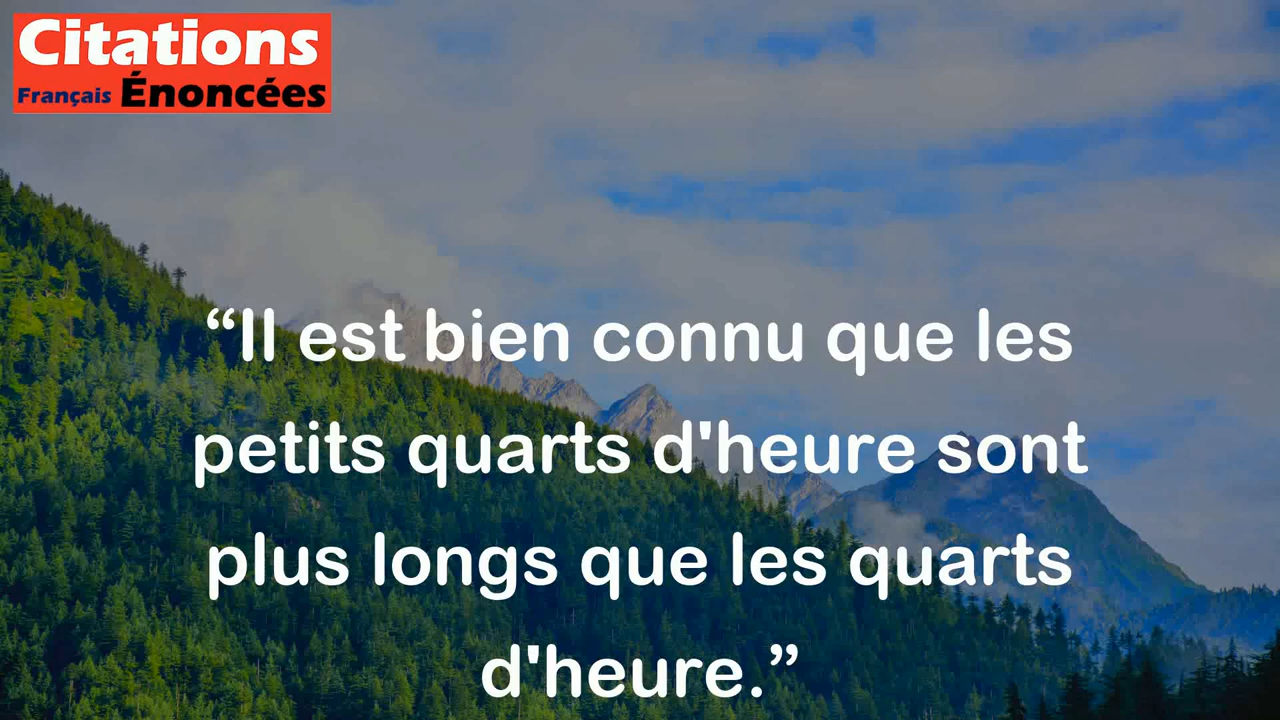 Citations
Français Énoncées
“Il est bien connu que les
petits quarts d'heure sont
plus longs que les quarts
d'heure.”